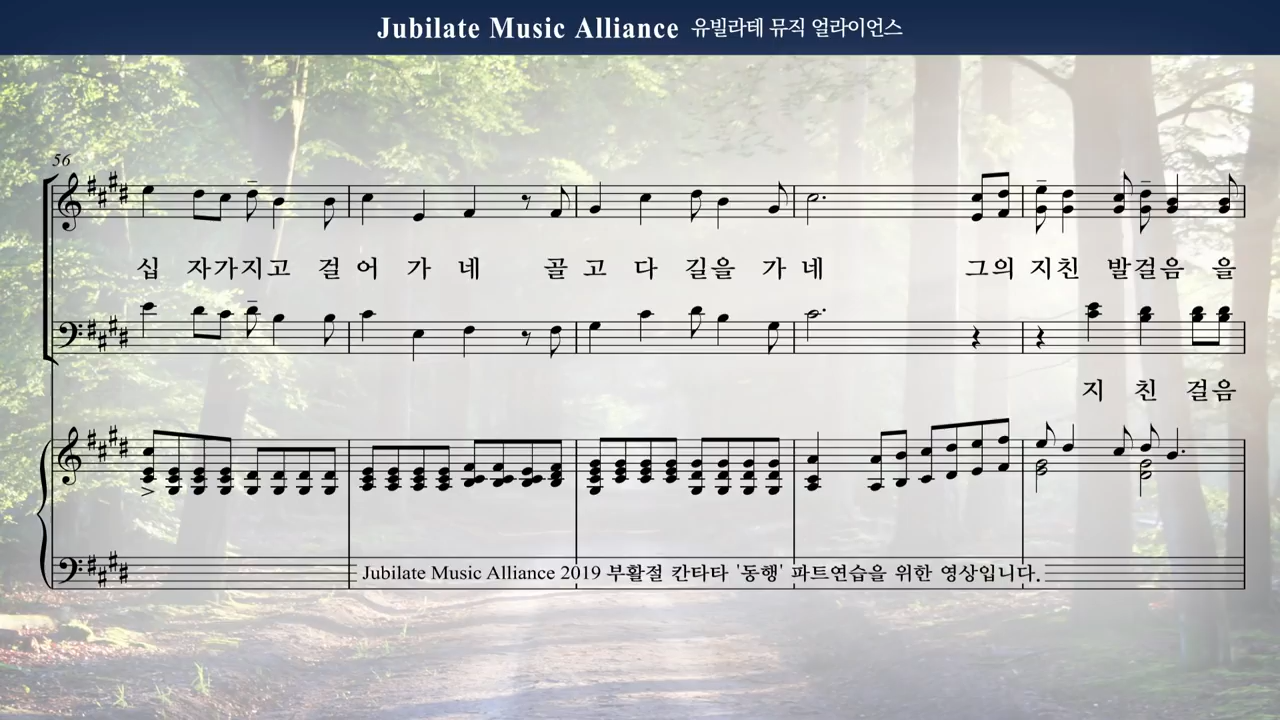 Jubilate Music Alliance 유빌라테 뮤직 얼라이언스
56
십 자가지고 걸 어 가 네 골 고 다 길을 가 네 그의 지친 발걸음 을
지 친 걸음
Jubilate Music Alliance 2019 부활절 칸타타 '동행' 파트연습을 위한 영상입니다.